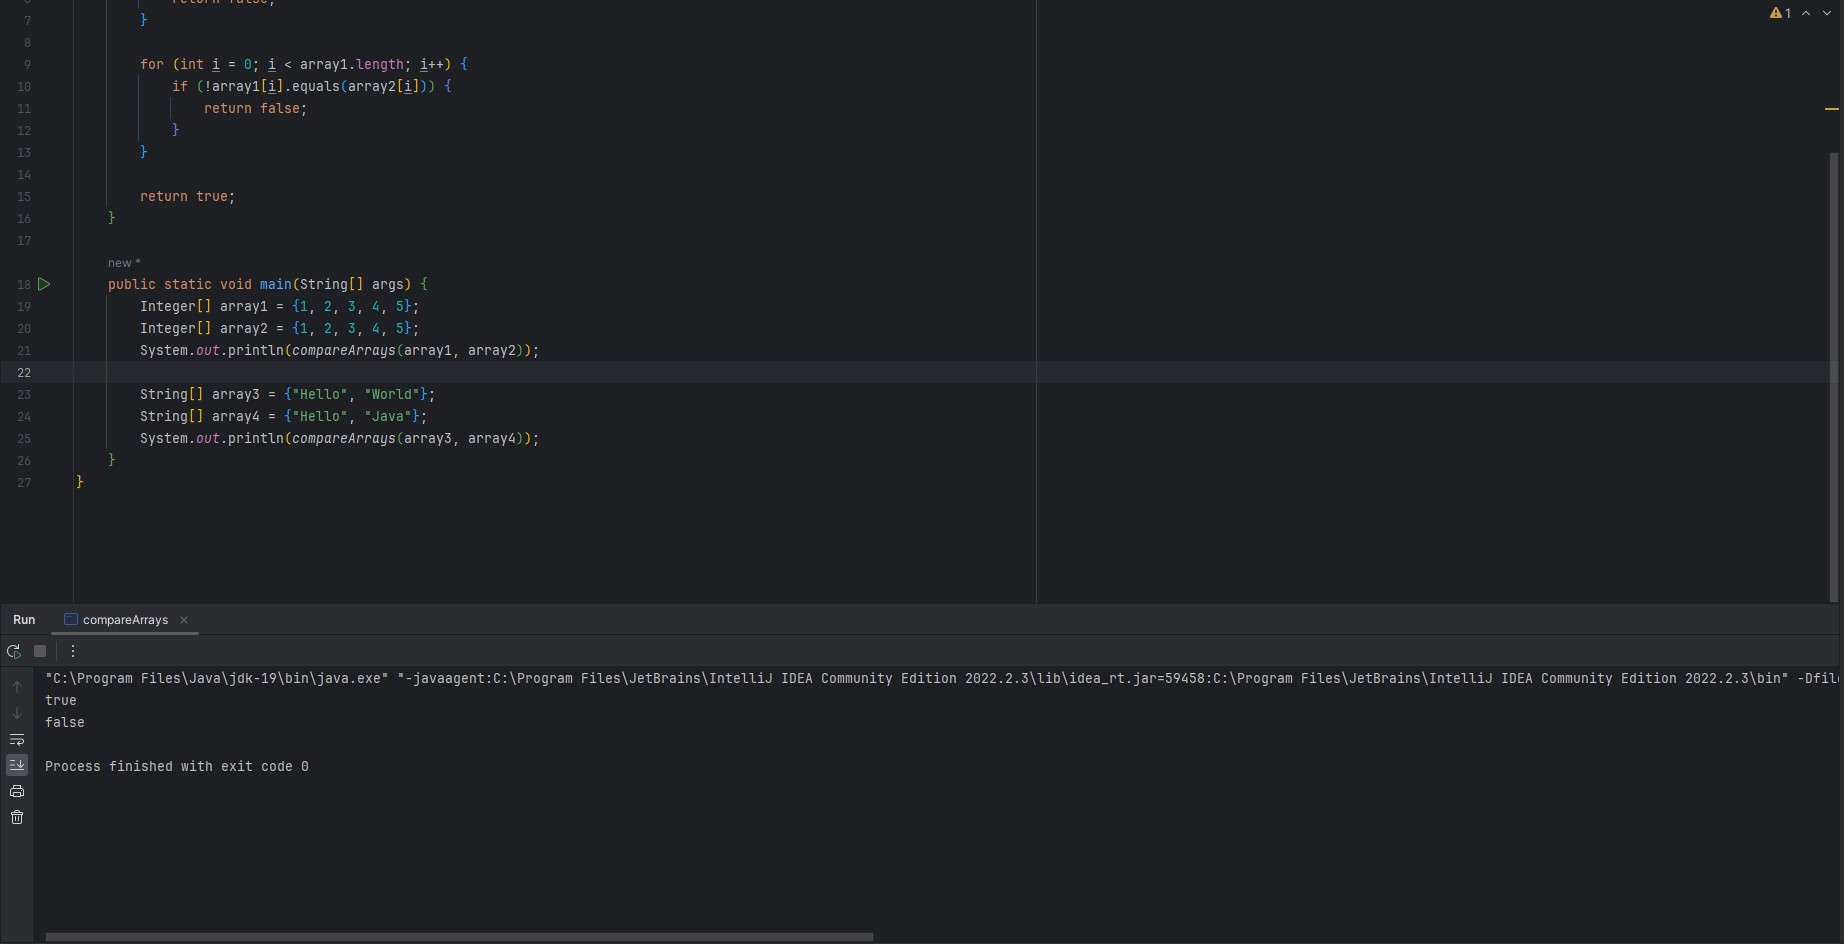 return false;
7 }
8
9 for (int i = 0; i < array1.length; i++) {
10 if (!array1[i].equals(array2[i])) {
11 return false;
12 }
13 }
14
15 return true;
16 }
17
new *
18 public static void main(String[] args) {
19 Integer[] array1 = {1, 2, 3, 4, 5};
20 Integer[] array2 = {1, 2, 3, 4, 5};
21 System.out.println(compareArrays(array1, array2));
22
23 String[] array3 = {"Hello", "World"};
24 String[] array4 = {"Hello", "Java"};
25 System.out.println(compareArrays(array3, array4));
26 }
27 }
1
Run compareArrays
"C:\Program Files\Java\jdk-19\bin\java.exe" "-javaagent:C:\Program Files\JetBrains\IntelliJ IDEA Community Edition 2022.2.3\lib\idea_rt.jar=59458:C:\Program Files\JetBrains\IntelliJ IDEA Community Edition 2022.2.3\bin" -Dfil
true
false
Process finished with exit code 0